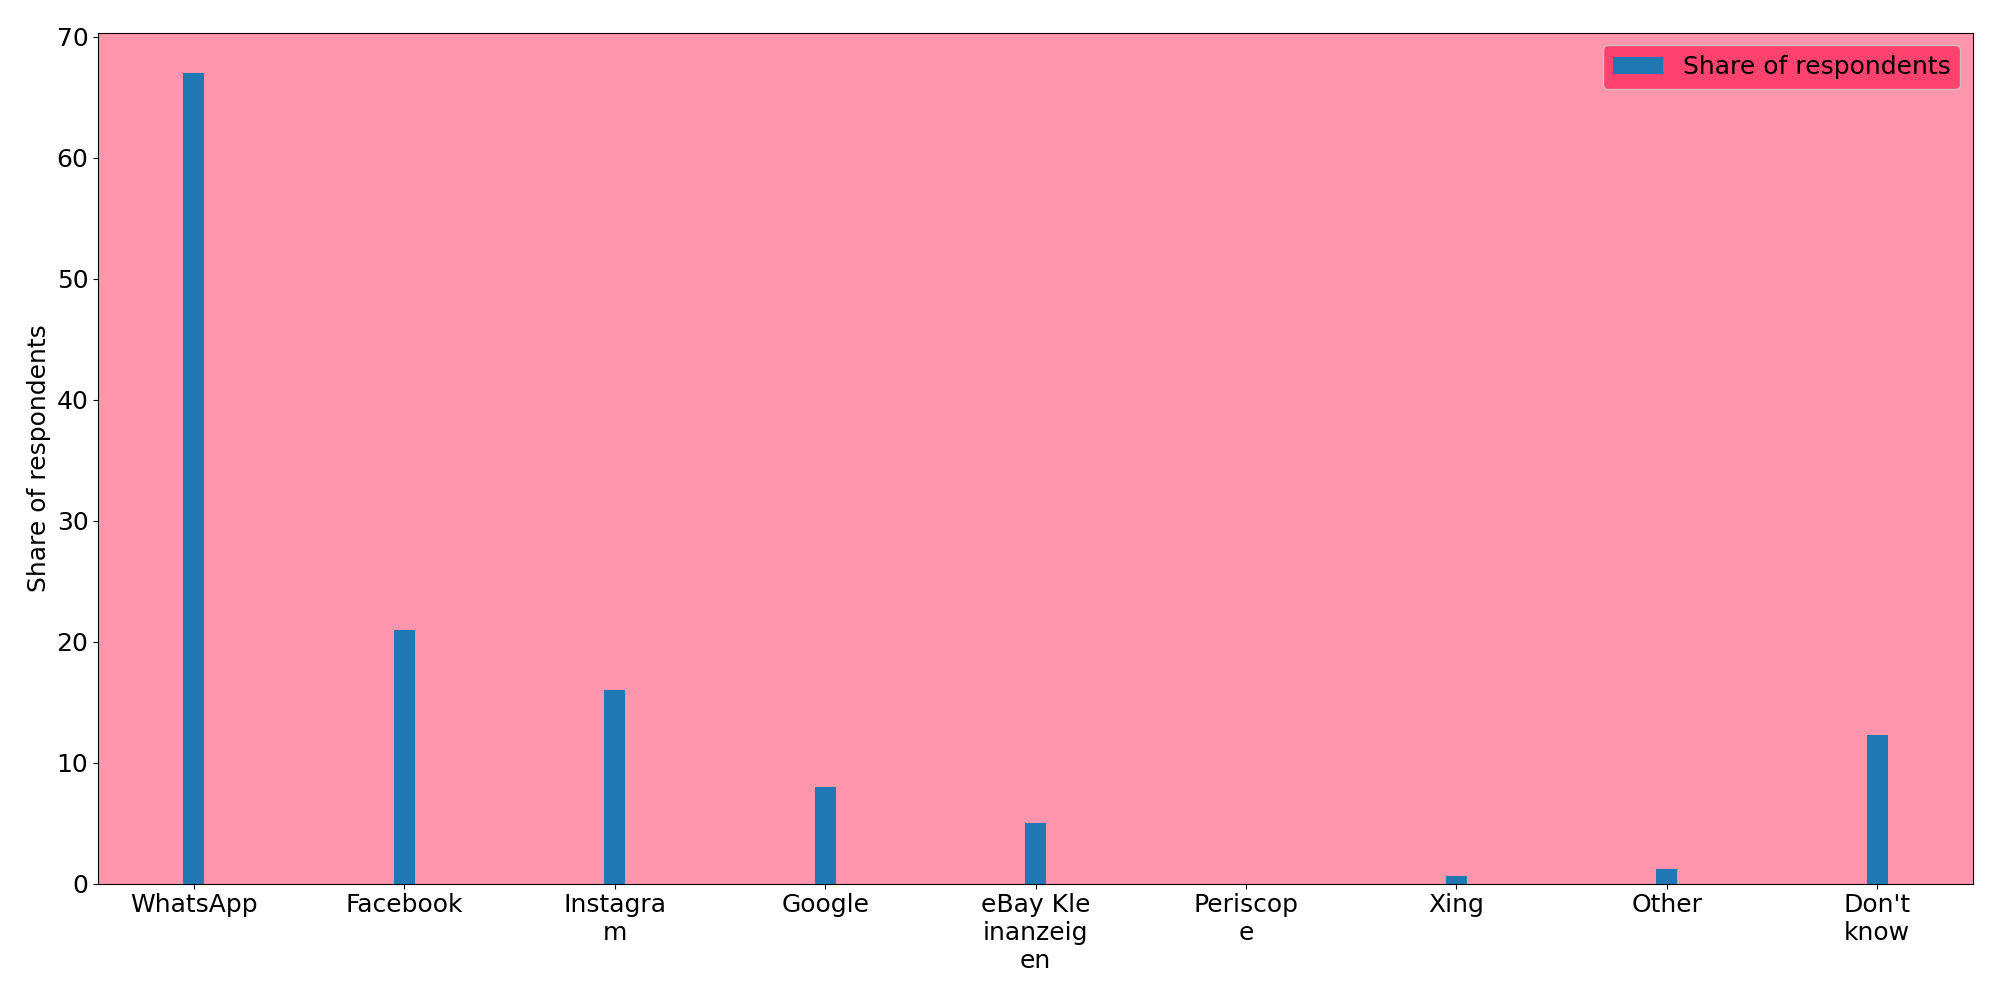 70
60
50
40
30
20
10
0
Share of respondents
Share of respondents
WhatsApp
Facebook
Instagra
m
Google
eBay Kle
inanzeig
en
Periscop
e
Xing
Other
Don't
know